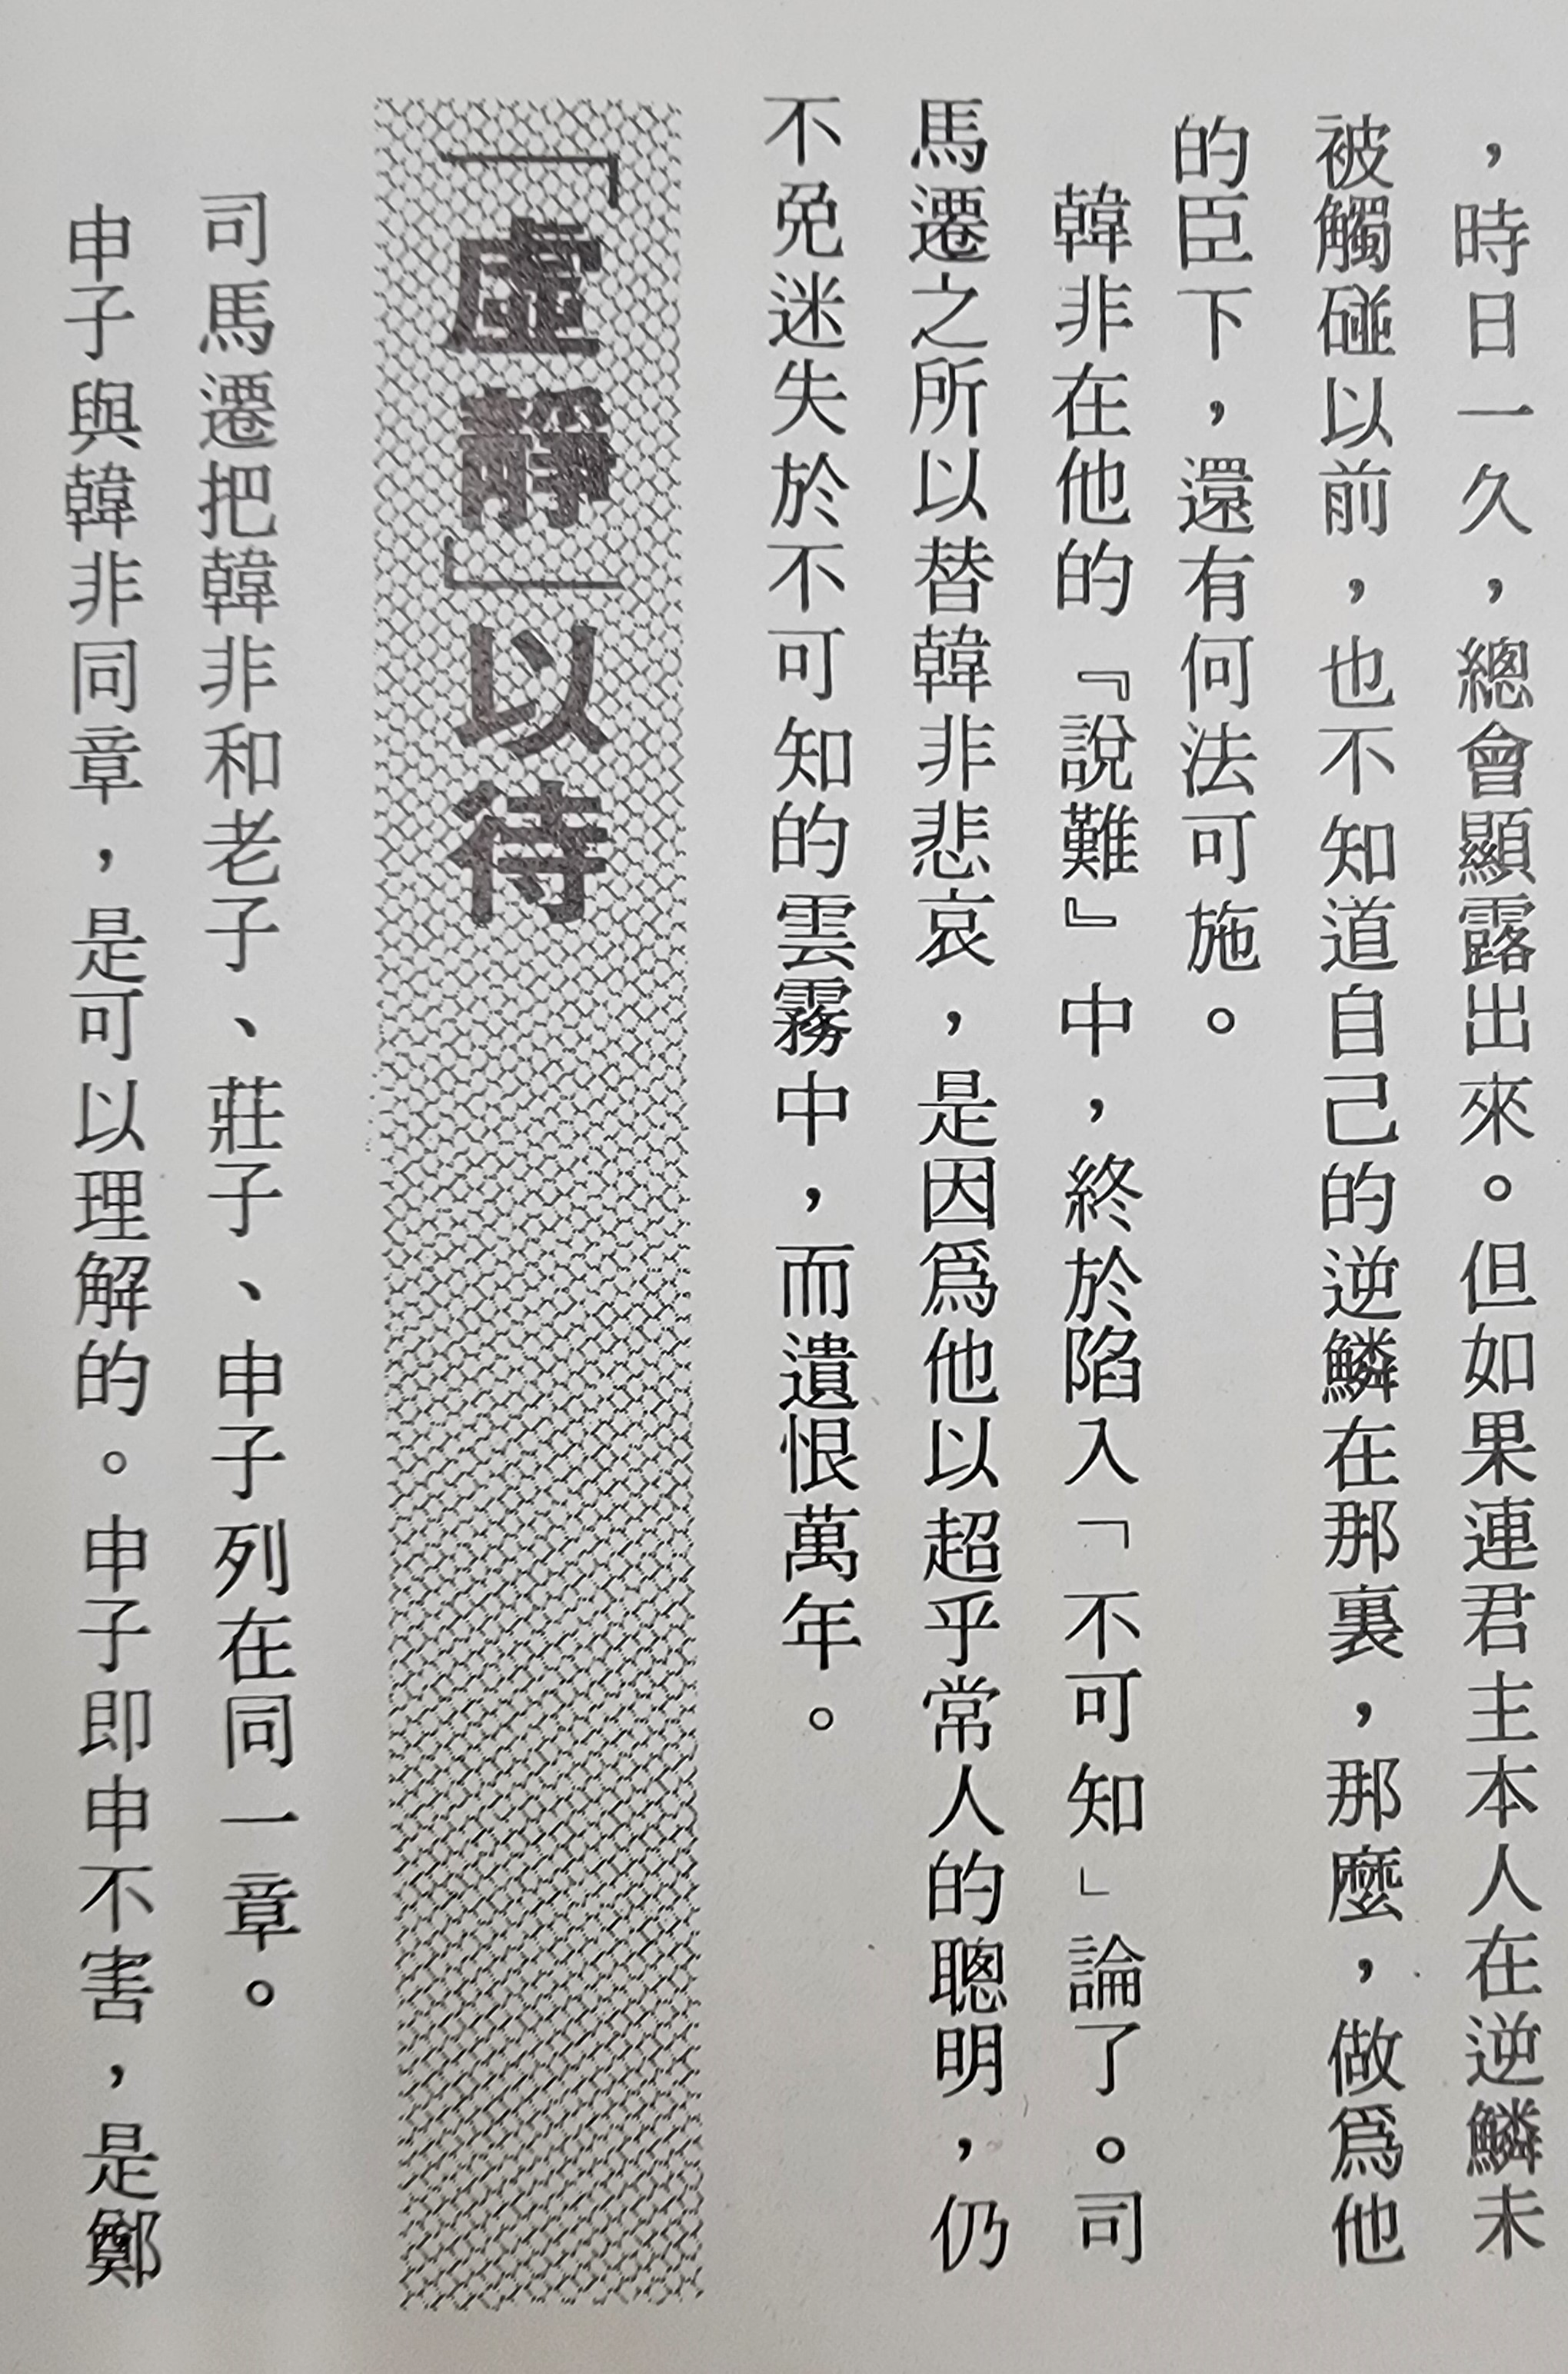 ，時日一久，總會顯露出來。但如果連君主本人在逆鱗未
被觸碰以前，也不知道自己的逆鱗在那裏，那麼，做爲他
的臣下，還有何法可施。
韓非在他的『說難』中，終於陷入「不可知」論了。司
馬遷之所以替韓非悲哀，是因爲他以超乎常人的聰明，仍
不免迷失於不可知的雲霧中，而遺恨萬年。
「虛靜」以待
司馬遷把韓非和老子、莊子、申子列在同一章。
申子與韓非同章，是可以理解的。申子即申不害，是鄭